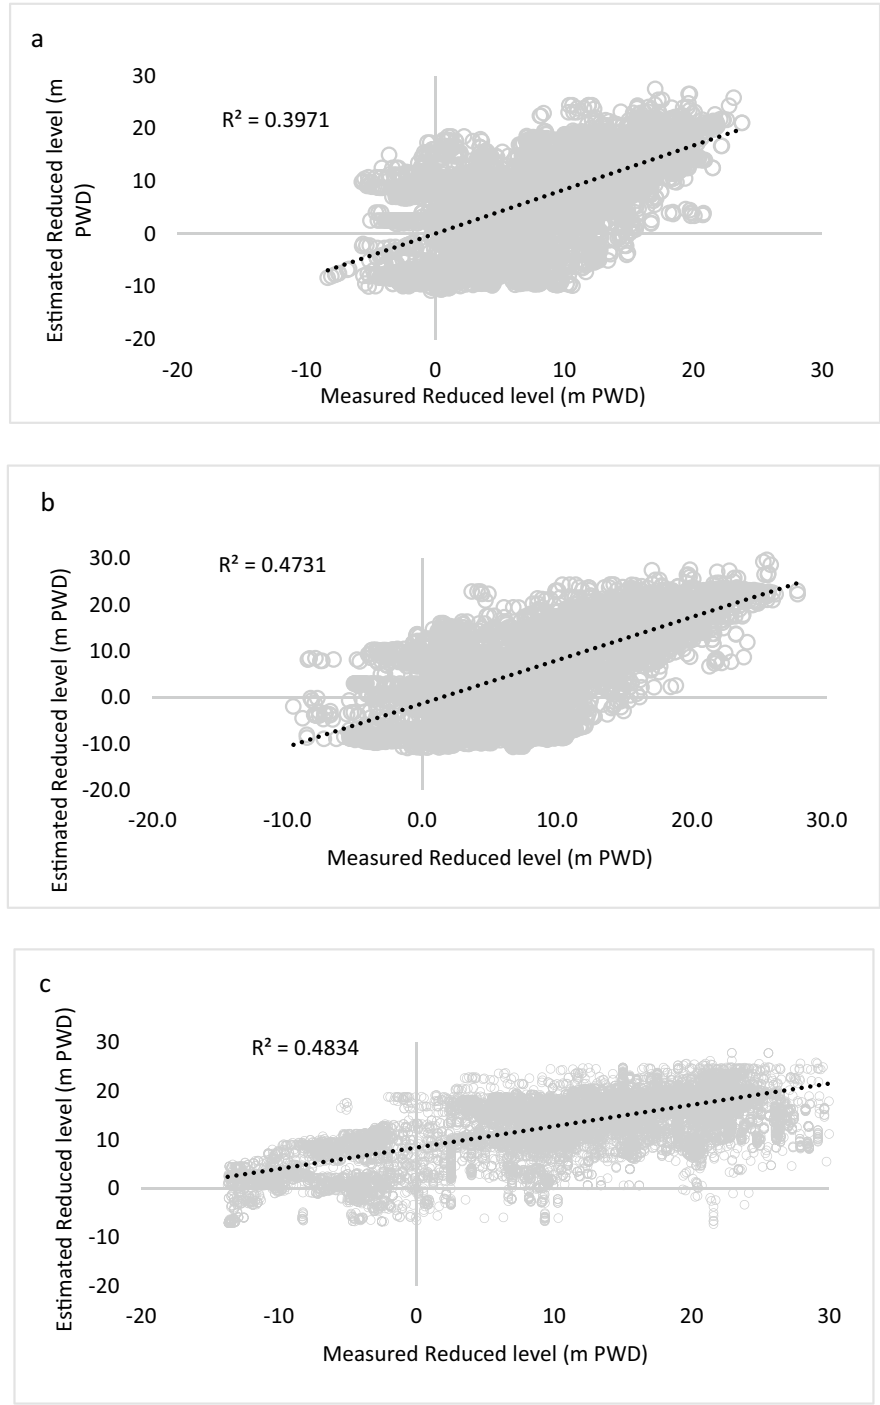 a
Estimated Reduced level (m
PWD)
R² = 0.3971
30
20
10
0
-10
-20
-20 -10 0 10 20 30
Measured Reduced level (m PWD)
b
Estimated Reduced level (m PWD)
R² = 0.4731
30.0
20.0
10.0
0.0
-10.0
-20.0
-20.0 -10.0 0.0 10.0 20.0 30.0
Measured Reduced level (m PWD)
c
Estimated Reduced level (m PWD)
R² = 0.4834
30
20
10
0
-10
-20
-20 -10 0 10 20 30
Measured Reduced level (m PWD)